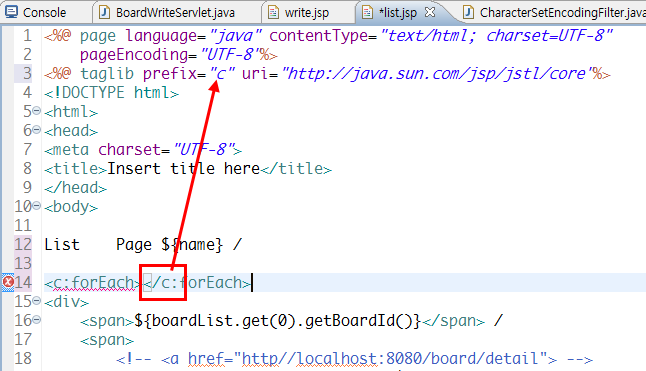 Console BoardWriteServlet.java write.jsp *list.jsp CharacterSetEncodingFilter.java
1 <%@ page language="java" contentType="text/html; charset=UTF-8"
2 pageEncoding="UTF-8"%>
3 <%@ taglib prefix="c" uri="http://java.sun.com/jsp/jstl/core"%>
4 <!DOCTYPE html>
5 <html>
6 <head>
7 <meta charset="UTF-8">
8 <title>Insert title here</title>
9 </head>
10 <body>
11
12 List Page ${name} /
13
14 <c:forEach></c:forEach>
15 <div>
16 <span>${boardList.get(0).getBoardId()}</span> /
17 <span>
18 <!-- <a href="http//localhost:8080/board/detail"> -->